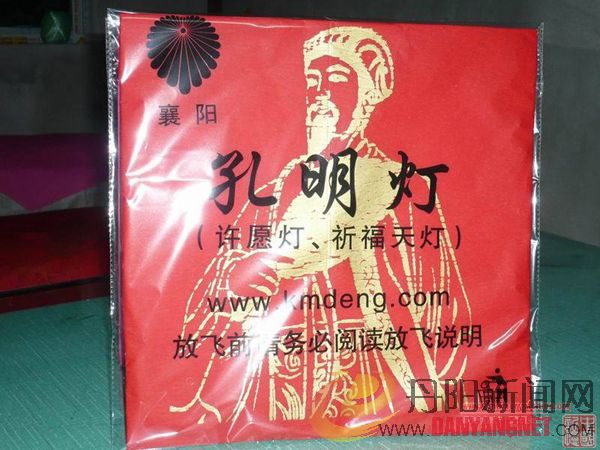 襄阳
孔明灯
(许愿灯、祈福天灯)
www.kmdeng.com
放飞前请务必阅读放飞说明
丹阳新闻网
DANYANGNET.COM